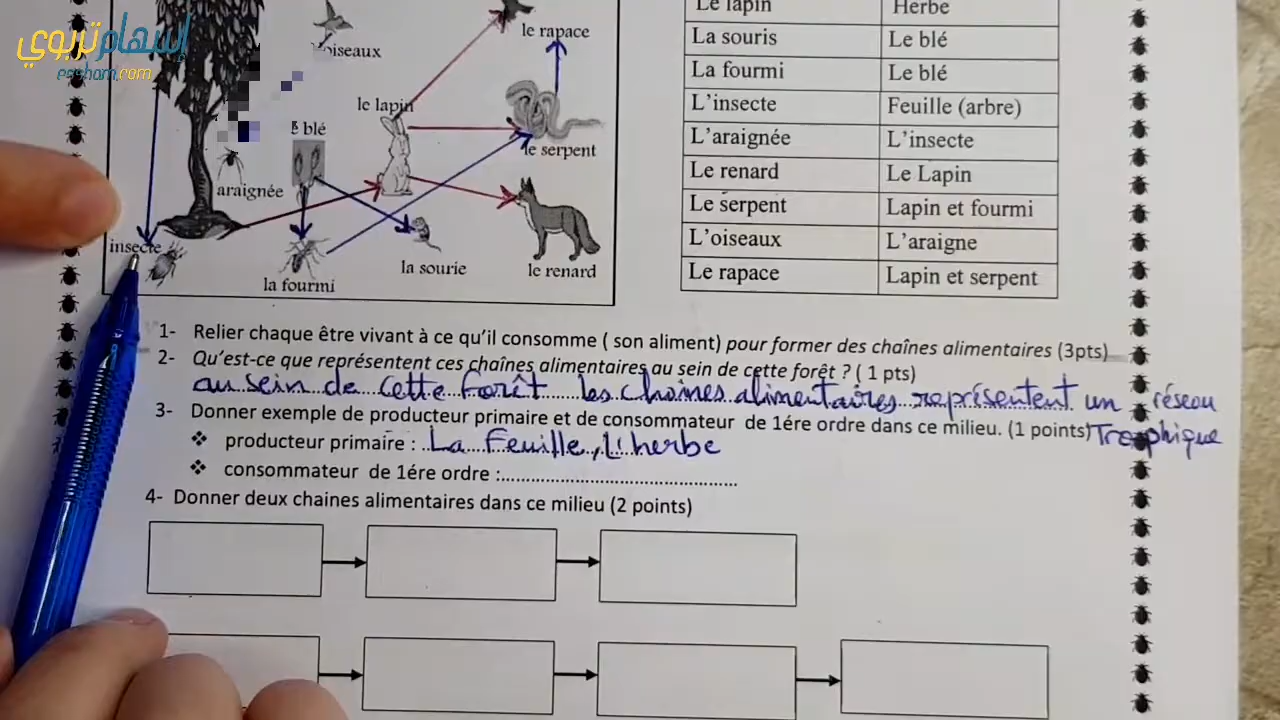 إسهام تربوي
essham.com
oiseaux
le rapace
le lapin
blé
le serpent
araignée
insecte
la sourie
le renard
la fourmi
Le lapin Herbe
La souris Le blé
La fourmi Le blé
L'insecte Feuille (arbre)
L'araignée L'insecte
Le renard Le Lapin
Le serpent Lapin et fourmi
L'oiseaux L'araigne
Le rapace Lapin et serpent
1- Relier chaque être vivant à ce qu'il consomme ( son aliment) pour former des chaînes alimentaires (3pts)
2- Qu'est-ce que représentent ces chaînes alimentaires au sein de cette forêt ? ( 1 pts)
au sein de cette forêt les chaînes alimentaires représentent un réseau
Trophique
3- Donner exemple de producteur primaire et de consommateur de 1ére ordre dans ce milieu. (1 points)
❖ producteur primaire : La Feuille, L'herbe
❖ consommateur de 1ére ordre :................................................
4- Donner deux chaines alimentaires dans ce milieu (2 points)